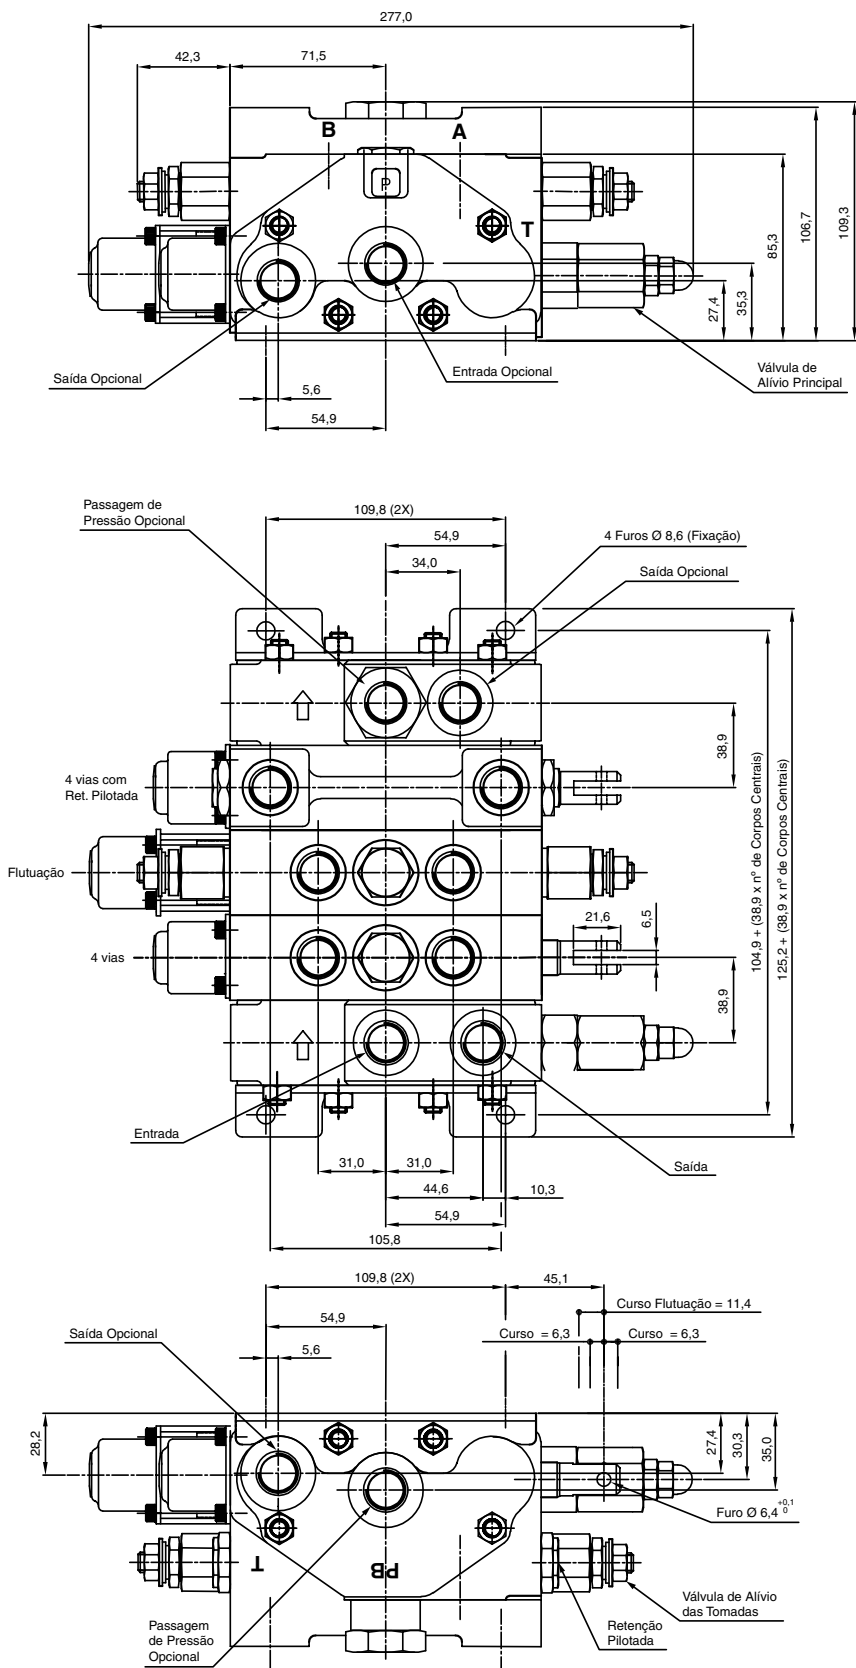 277,0
42,3
71,5
B
A
P
T
85,3
106,7
109,3
27,4
35,3
Saída Opcional
Entrada Opcional
Válvula de
Alívio Principal
5,6
54,9
Passagem de
Pressão Opcional
109,8 (2X)
54,9
4 Furos Ø 8,6 (Fixação)
34,0
Saída Opcional
38,9
4 vias com
Ret. Pilotada
Flutuação
4 vias
21,6
6,5
38,9
104,9 + (38,9 x nº de Corpos Centrais)
125,2 + (38,9 x nº de Corpos Centrais)
Entrada
Saída
31,0
31,0
44,6
10,3
54,9
105,8
109,8 (2X)
45,1
Curso Flutuação = 11,4
54,9
Saída Opcional
Curso = 6,3
Curso = 6,3
5,6
28,2
27,4
30,3
35,0
Furo Ø 6,4 +0,1 0
T
PB
Passagem
de Pressão
Opcional
Retenção
Pilotada
Válvula de Alívio
das Tomadas